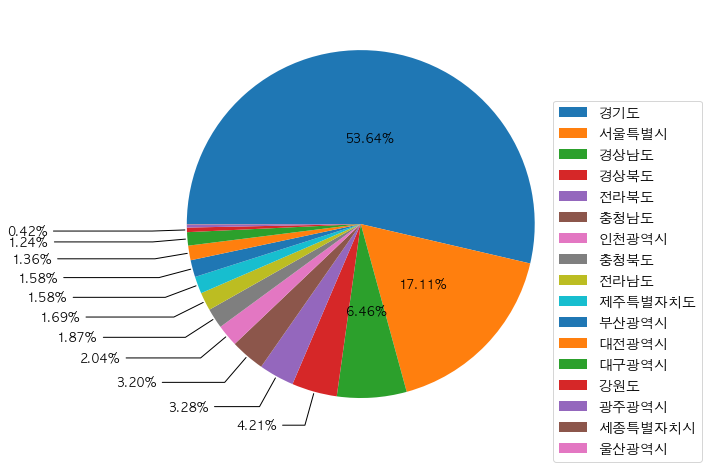 53.64%
17.11%
6.46%
4.21%
3.28%
3.20%
2.04%
1.87%
1.69%
1.58%
1.58%
1.36%
1.24%
0.42%
경기도
서울특별시
경상남도
경상북도
전라북도
충청남도
인천광역시
충청북도
전라남도
제주특별자치도
부산광역시
대전광역시
대구광역시
강원도
광주광역시
세종특별자치시
울산광역시